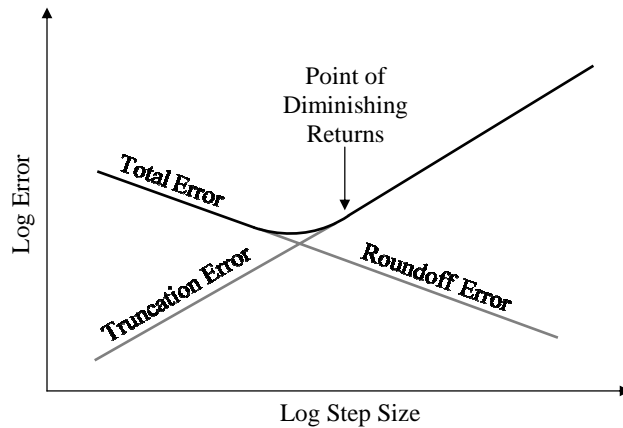 Point of
Diminishing
Returns
Total Error
Truncation Error
Roundoff Error
Log Error
Log Step Size